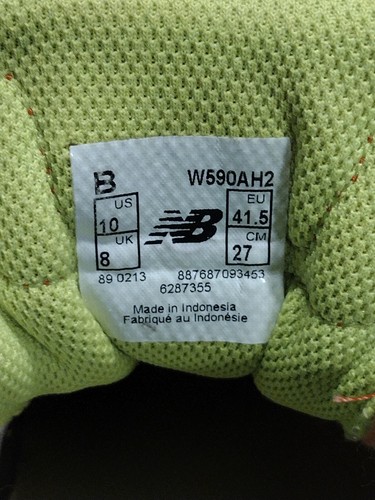 B W590AH2
US EU
10 41.5
UK CM
8 27
89 0213 887687093453
6287355
Made in Indonesia
Fabriqué au Indonésie